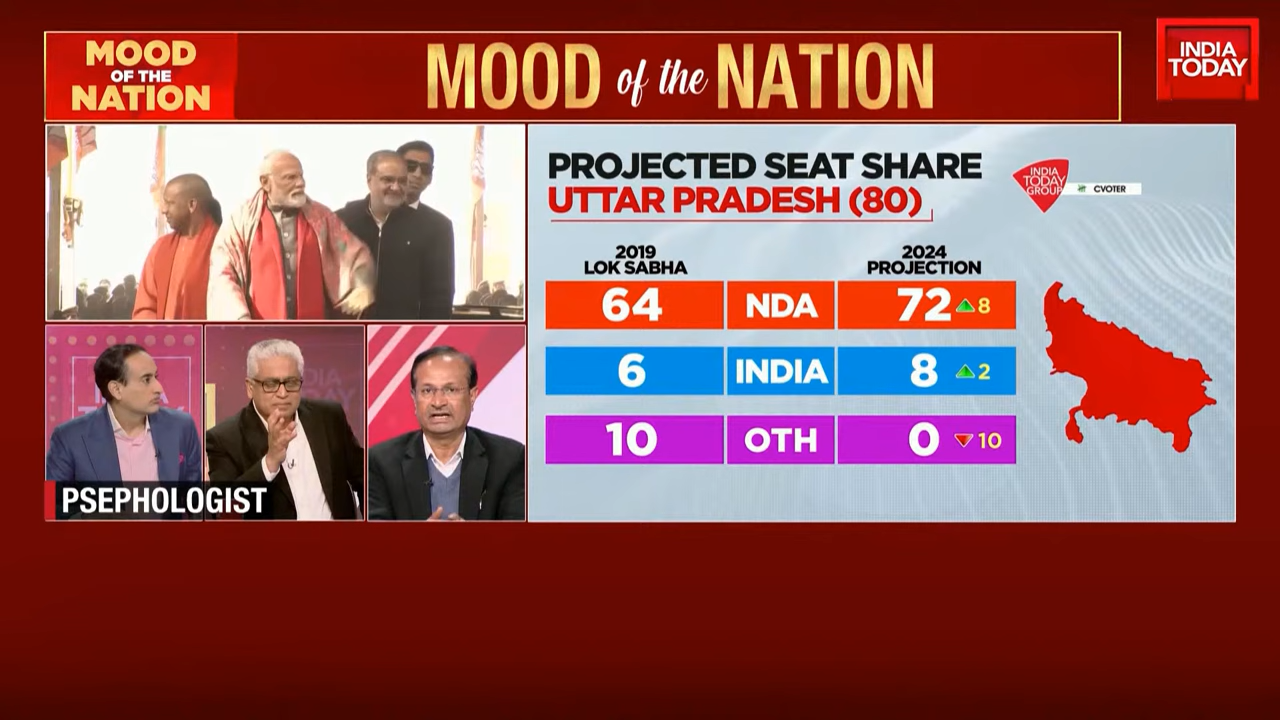 MOOD
OF THE
NATION
MOOD of the NATION
INDIA
TODAY
PROJECTED SEAT SHARE
UTTAR PRADESH (80)
INDIA
TODAY
GROUP
CVOTER
2019
LOK SABHA
2024
PROJECTION
64 NDA 72 8
6 INDIA 8 2
10 OTH 0 10
PSEPHOLOGIST